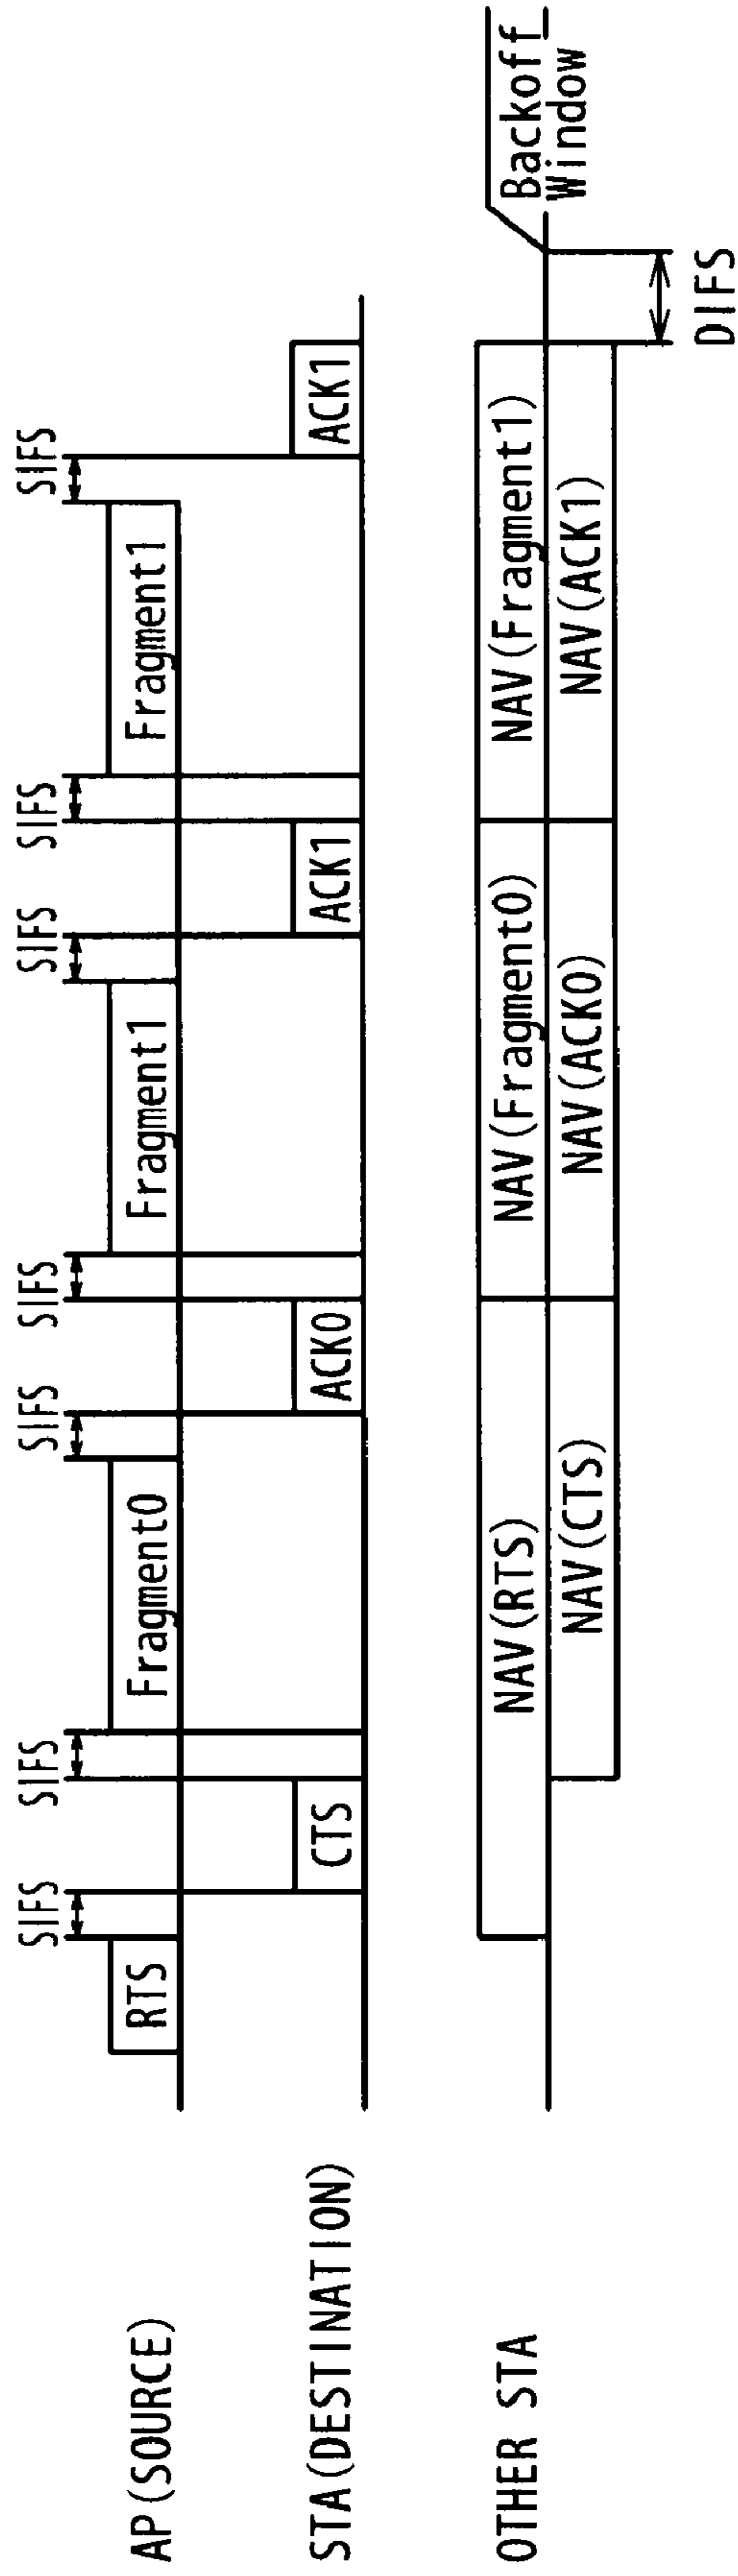 SIFS SIFS SIFS SIFS SIFS SIFS
AP(SOURCE) RTS Fragment0 Fragment1 Fragment1
STA(DESTINATION) CTS ACK0 ACK1 ACK1
OTHER STA NAV(RTS) NAV(Fragment0) NAV(Fragment1) Backoff
NAV(CTS) NAV(ACK0) NAV(ACK1) Window
DIFS